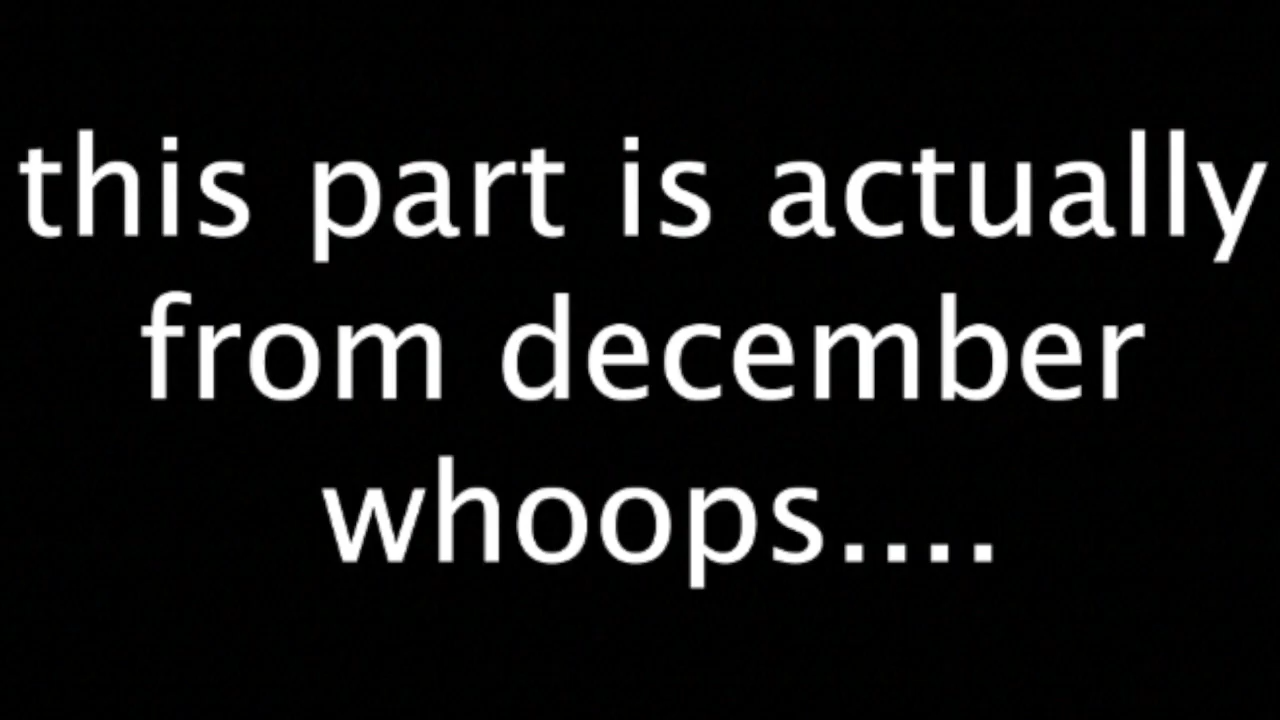 this part is actually
from december
whoops....